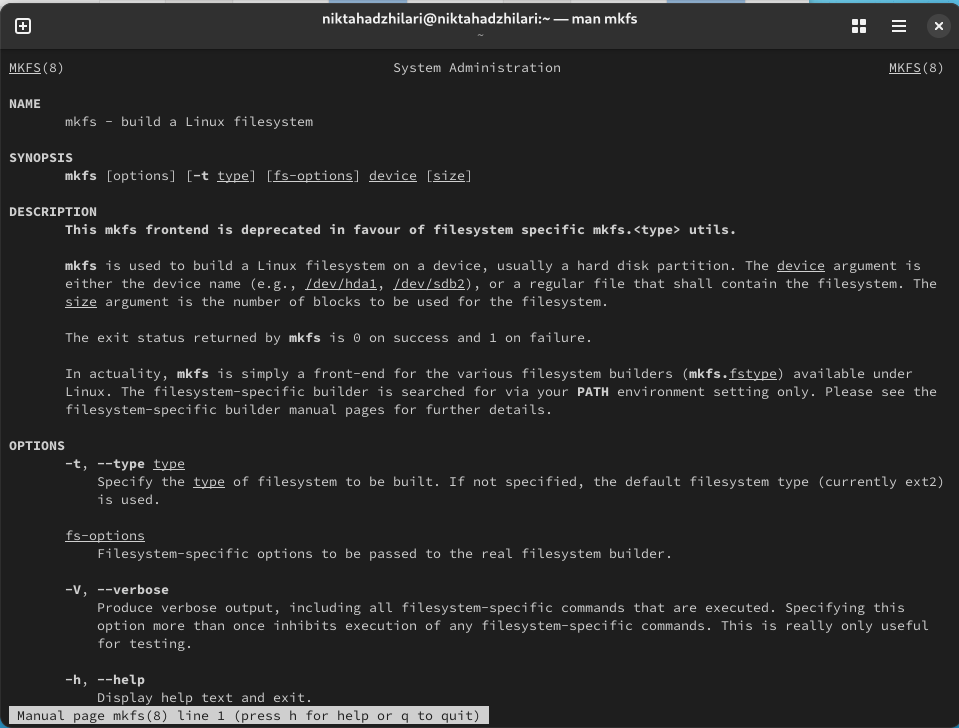 niktahadzhilari@niktahadzhilari:~ — man mkfs
~
MKFS(8) System Administration MKFS(8)
NAME
mkfs - build a Linux filesystem
SYNOPSIS
mkfs [options] [-t type] [fs-options] device [size]
DESCRIPTION
This mkfs frontend is deprecated in favour of filesystem specific mkfs.<type> utils.
mkfs is used to build a Linux filesystem on a device, usually a hard disk partition. The device argument is
either the device name (e.g., /dev/hda1, /dev/sdb2), or a regular file that shall contain the filesystem. The
size argument is the number of blocks to be used for the filesystem.
The exit status returned by mkfs is 0 on success and 1 on failure.
In actuality, mkfs is simply a front-end for the various filesystem builders (mkfs.fstype) available under
Linux. The filesystem-specific builder is searched for via your PATH environment setting only. Please see the
filesystem-specific builder manual pages for further details.
OPTIONS
-t, --type type
Specify the type of filesystem to be built. If not specified, the default filesystem type (currently ext2)
is used.
fs-options
Filesystem-specific options to be passed to the real filesystem builder.
-V, --verbose
Produce verbose output, including all filesystem-specific commands that are executed. Specifying this
option more than once inhibits execution of any filesystem-specific commands. This is really only useful
for testing.
-h, --help
Display help text and exit.
Manual page mkfs(8) line 1 (press h for help or q to quit)